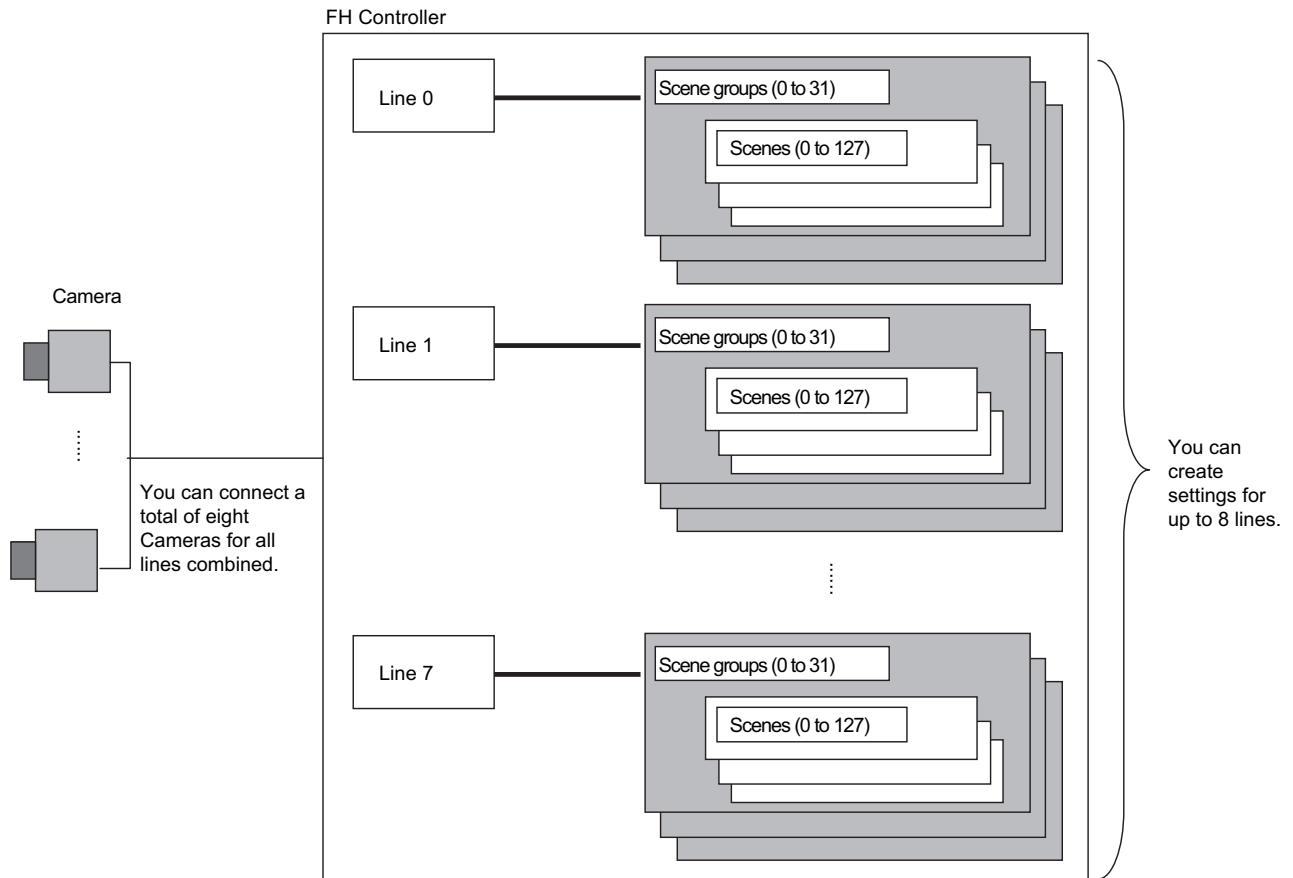 FH Controller
Line 0
Scene groups (0 to 31)
Scenes (0 to 127)
Camera
Line 1
Scene groups (0 to 31)
Scenes (0 to 127)
You can connect a
total of eight
Cameras for all
lines combined.
You can
create
settings for
up to 8 lines.
Line 7
Scene groups (0 to 31)
Scenes (0 to 127)